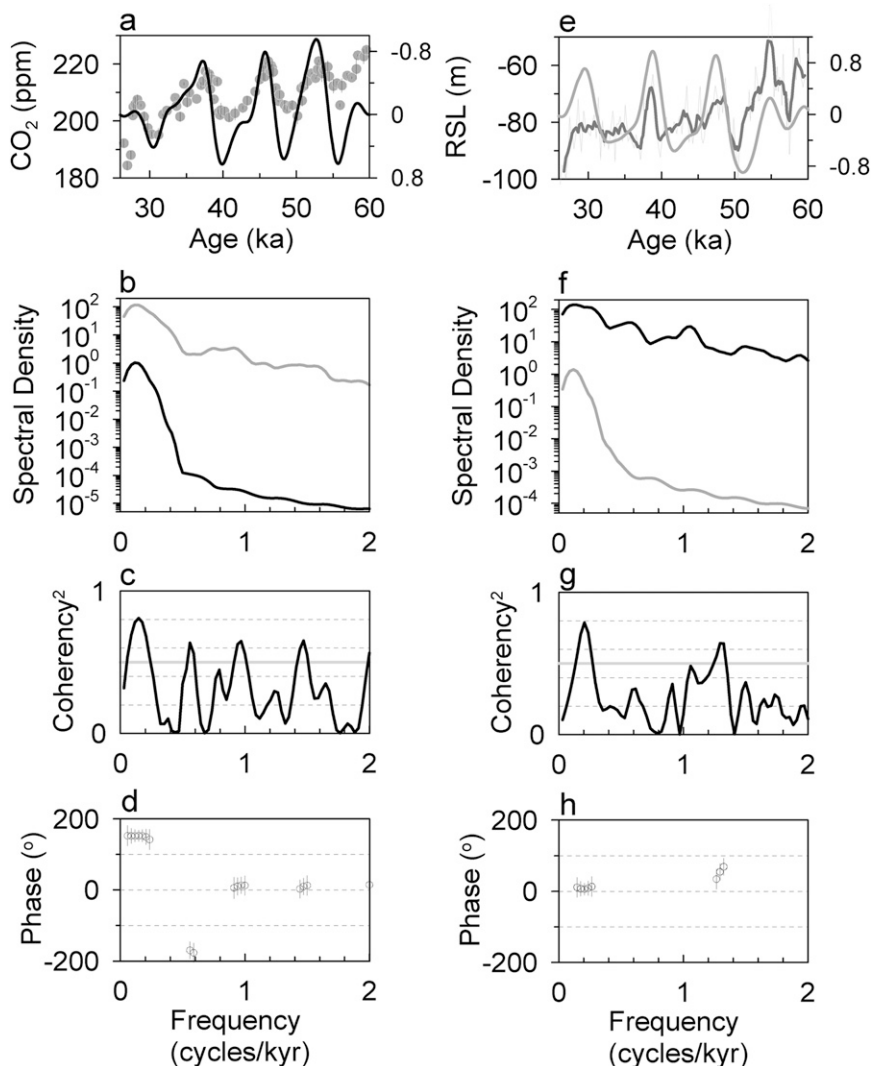 a
CO2 (ppm)
220
200
180
-0.8
0
0.8
30 40 50 60
Age (ka)
b
Spectral Density
10^2
10^1
10^0
10^-1
10^-2
10^-3
10^-4
10^-5
0 1 2
c
Coherency^2
1
0
0 1 2
d
Phase (°)
200
0
-200
0 1 2
Frequency
(cycles/kyr)
e
RSL (m)
-60
-80
-100
0.8
0
-0.8
30 40 50 60
Age (ka)
f
Spectral Density
10^2
10^1
10^0
10^-1
10^-2
10^-3
10^-4
0 1 2
g
Coherency^2
1
0
0 1 2
h
Phase (°)
200
0
-200
0 1 2
Frequency
(cycles/kyr)